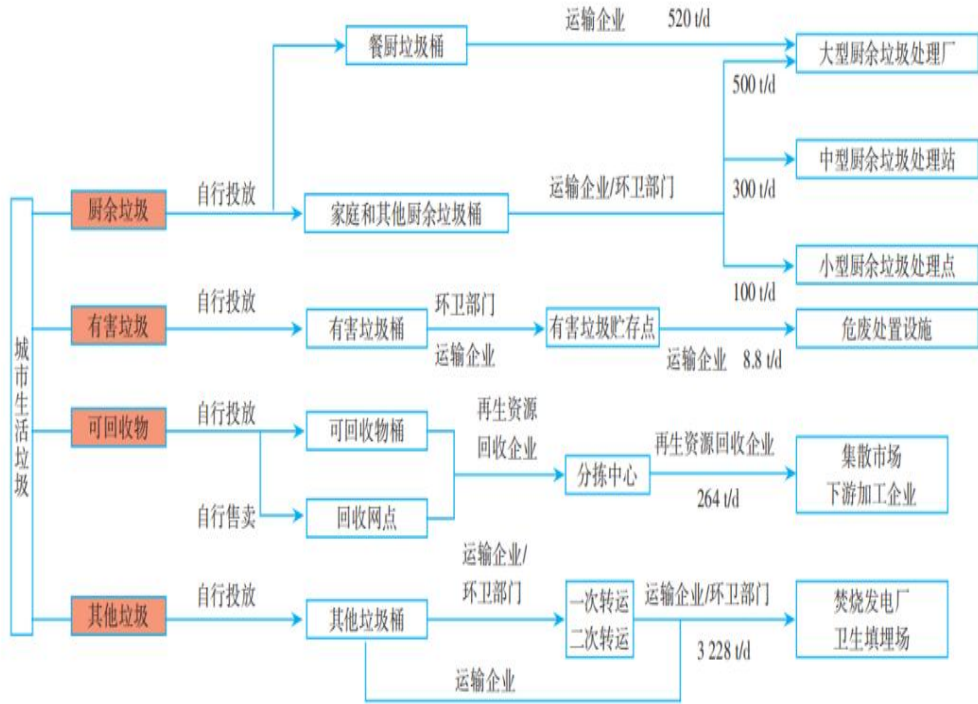 运输企业 520 t/d
餐厨垃圾桶
大型厨余垃圾处理厂
500 t/d
运输企业/环卫部门
中型厨余垃圾处理站
300 t/d
厨余垃圾
自行投放
家庭和其他厨余垃圾桶
小型厨余垃圾处理点
100 t/d
城市生活垃圾
有害垃圾
自行投放
有害垃圾桶
环卫部门
运输企业
有害垃圾贮存点
运输企业 8.8 t/d
危废处置设施
可回收物
自行投放
可回收物桶
自行售卖
回收网点
再生资源
回收企业
分拣中心
再生资源回收企业
264 t/d
集散市场
下游加工企业
其他垃圾
自行投放
其他垃圾桶
运输企业/
环卫部门
一次转运
二次转运
运输企业/环卫部门
3 228 t/d
焚烧发电厂
卫生填埋场
运输企业